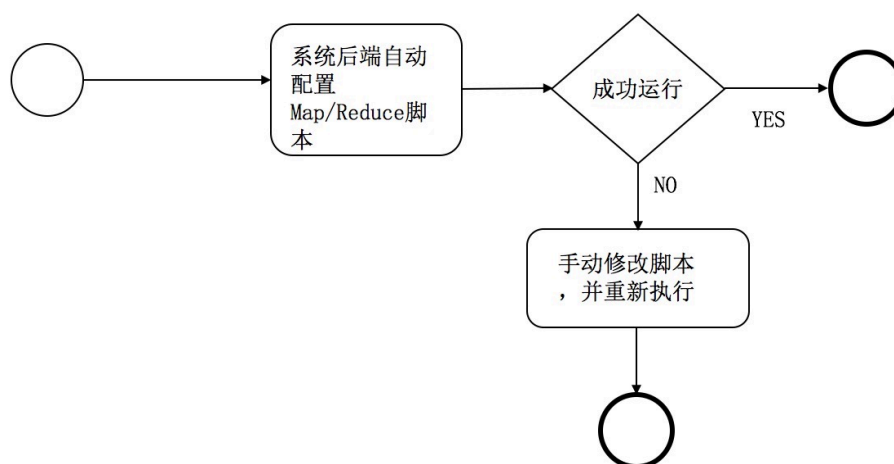 系统后端自动
配置
Map/Reduce脚
本
成功运行
YES
NO
手动修改脚本
，并重新执行